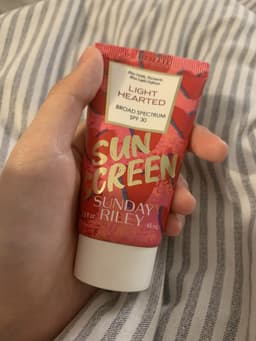 LIGHT
HEARTED
BROAD SPECTRUM
SPF 30
SUN
SCREEN
SUNDAY
RILEY